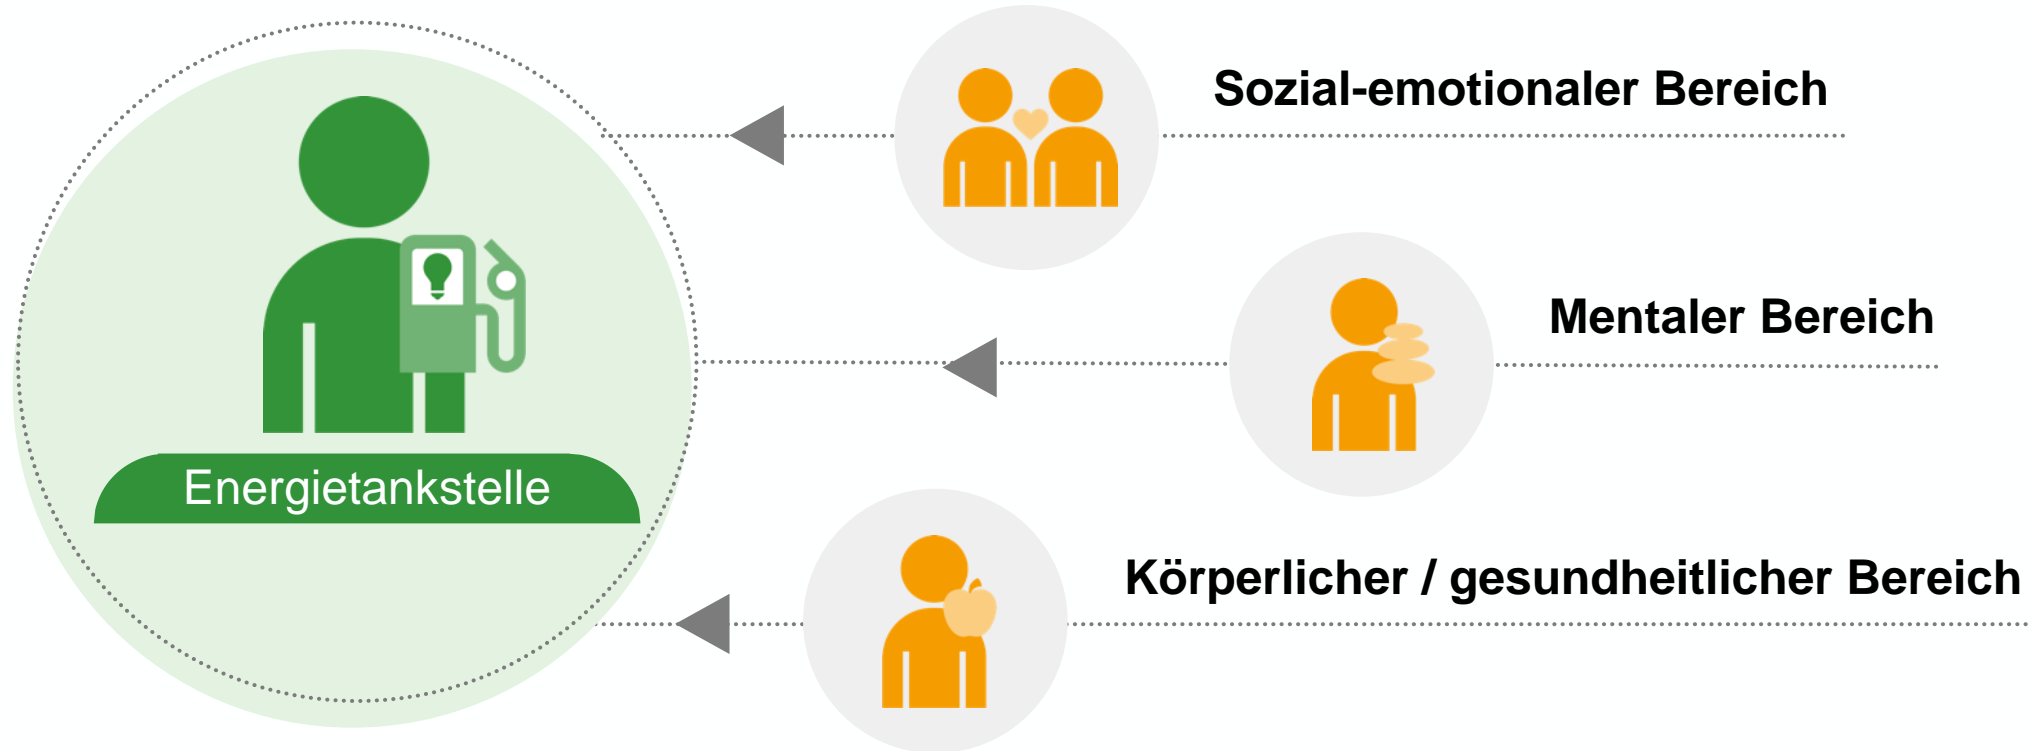 Sozial-emotionaler Bereich
Mentaler Bereich
Energietankstelle
Körperlicher / gesundheitlicher Bereich